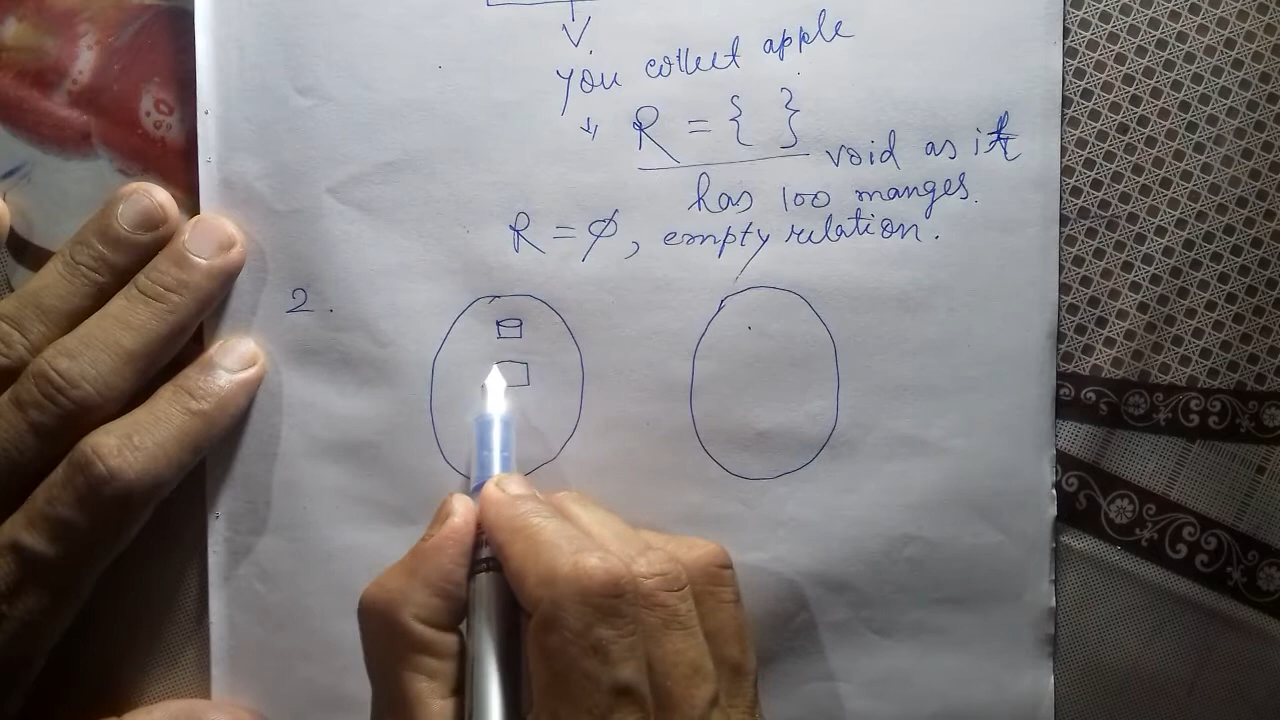 you collect apple
R = { }
void as it
has 100 manges.
R = ϕ, empty relation.
2.